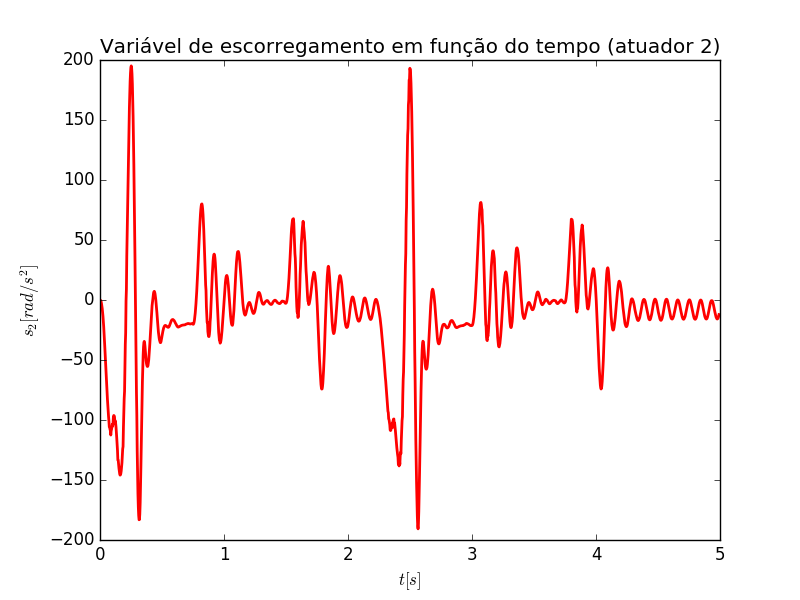 Variável de escorregamento em função do tempo (atuador 2)
200
150
100
50
0
−50
−100
−150
−200
s₂[rad/s²]
0 1 2 3 4 5
t[s]